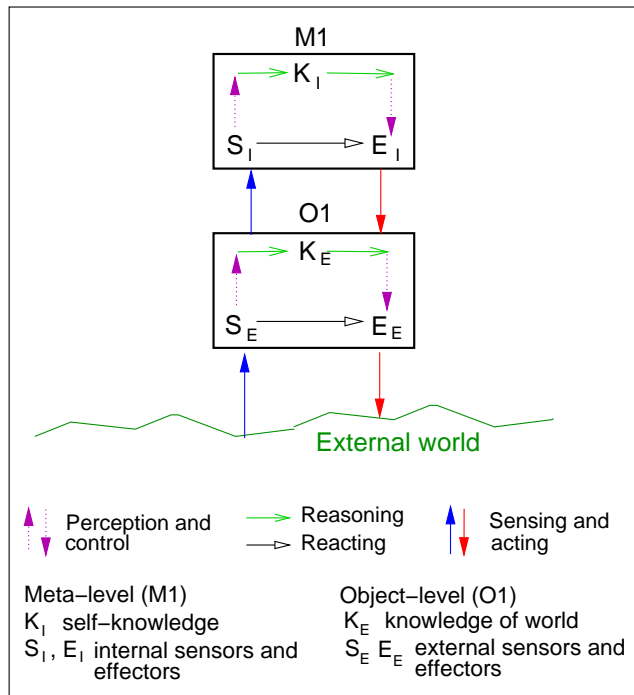 M1
K I
S I E I
O1
K E
S E E E
External world
Perception and control
Reasoning
Reacting
Sensing and acting
Meta−level (M1)
K I self−knowledge
S I , E I internal sensors and effectors
Object−level (O1)
K E knowledge of world
S E E E external sensors and effectors